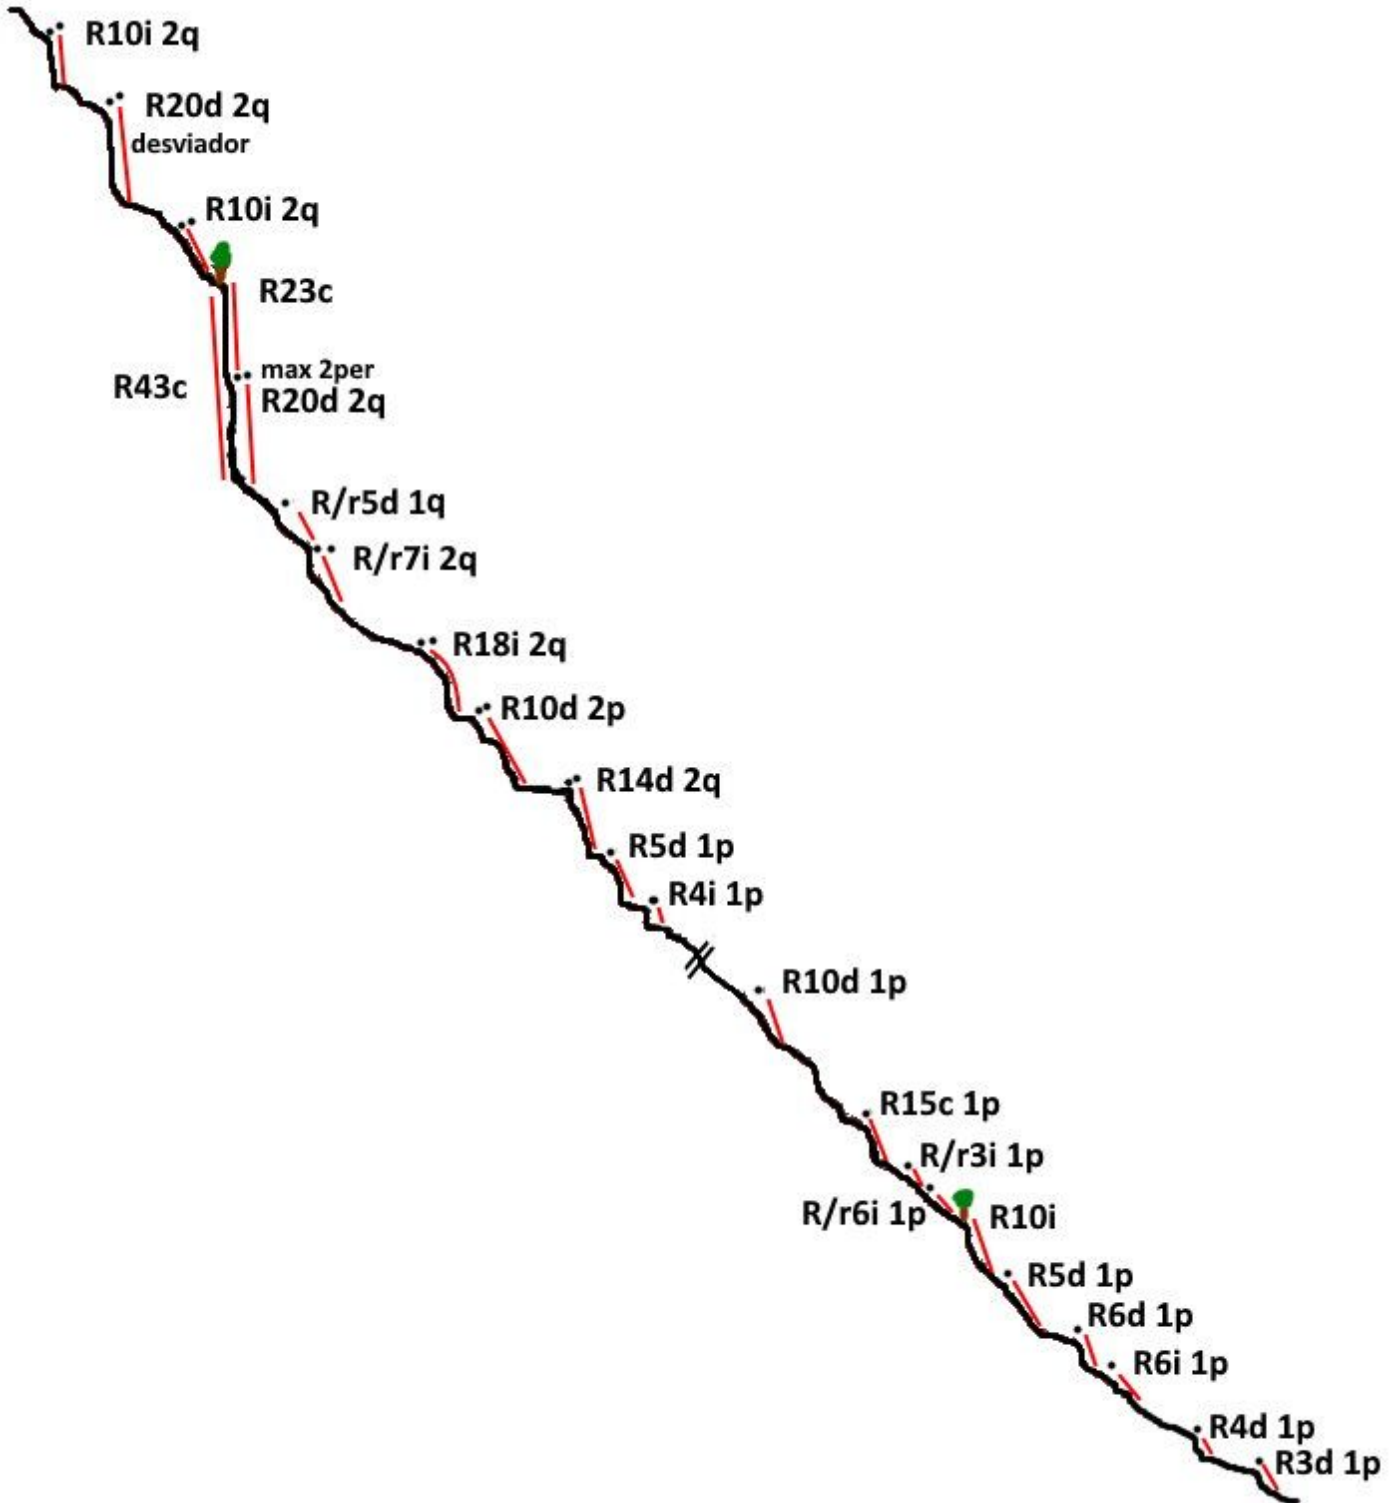 R10i 2q
R20d 2q
desviador
R10i 2q
R23c
max 2per
R43c
R20d 2q
R/r5d 1q
R/r7i 2q
R18i 2q
R10d 2p
R14d 2q
R5d 1p
R4i 1p
R10d 1p
R15c 1p
R/r3i 1p
R/r6i 1p
R10i
R5d 1p
R6d 1p
R6i 1p
R4d 1p
R3d 1p